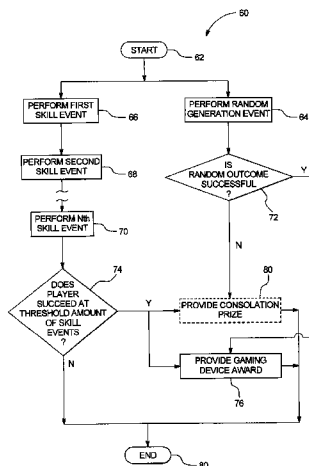 60
START
62
PERFORM FIRST
SKILL EVENT
66
PERFORM RANDOM
GENERATION EVENT
64
PERFORM SECOND
SKILL EVENT
68
IS
RANDOM OUTCOME
SUCCESSFUL
?
Y
72
PERFORM Nth
SKILL EVENT
70
N
74
DOES
PLAYER
SUCCEED AT
THRESHOLD AMOUNT
OF SKILL
EVENTS
?
Y
80
PROVIDE CONSOLATION
PRIZE
N
PROVIDE GAMING
DEVICE AWARD
76
END
80